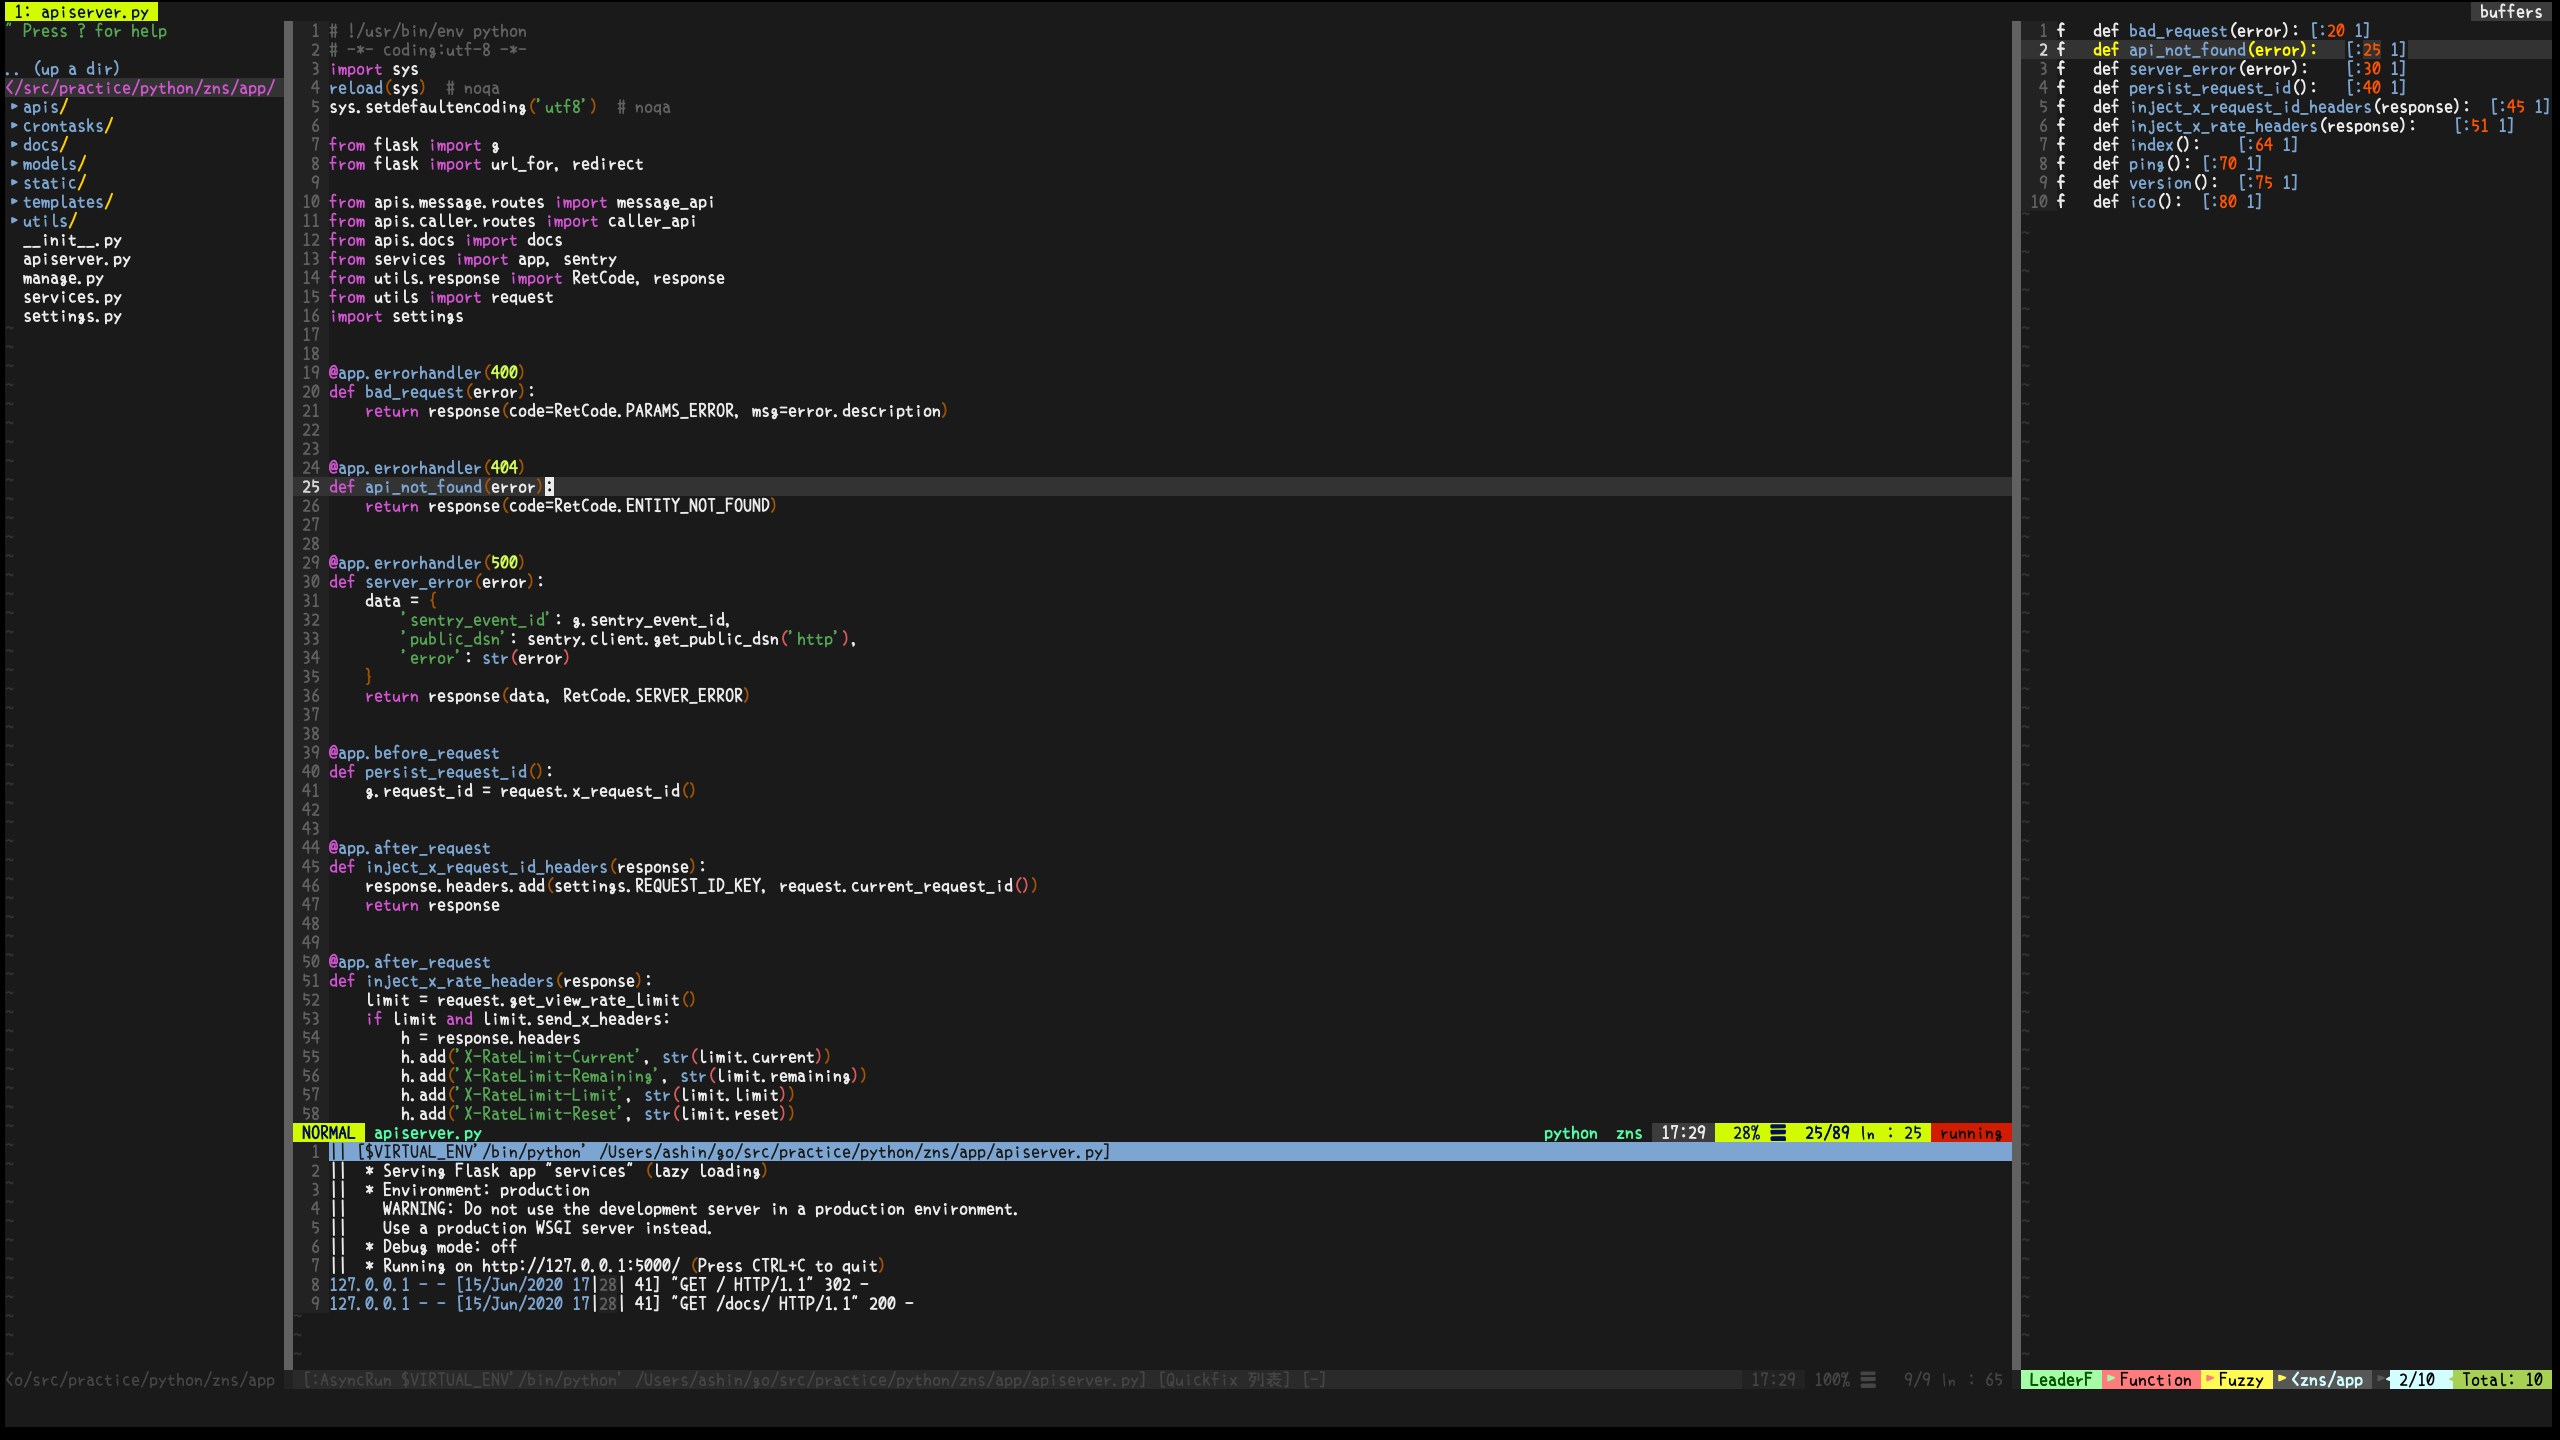 1: apiserver.py
buffers
" Press ? for help
.. (up a dir)
</src/practice/python/zns/app/
▸ apis/
▸ crontasks/
▸ docs/
▸ models/
▸ static/
▸ templates/
▸ utils/
__init__.py
apiserver.py
manage.py
services.py
settings.py
<o/src/practice/python/zns/app
1 # !/usr/bin/env python
2 # -*- coding:utf-8 -*-
3 import sys
4 reload(sys)  # noqa
5 sys.setdefaultencoding('utf8')  # noqa
6
7 from flask import g
8 from flask import url_for, redirect
9
10 from apis.message.routes import message_api
11 from apis.caller.routes import caller_api
12 from apis.docs import docs
13 from services import app, sentry
14 from utils.response import RetCode, response
15 from utils import request
16 import settings
17
18
19 @app.errorhandler(400)
20 def bad_request(error):
21     return response(code=RetCode.PARAMS_ERROR, msg=error.description)
22
23
24 @app.errorhandler(404)
25 def api_not_found(error):
26     return response(code=RetCode.ENTITY_NOT_FOUND)
27
28
29 @app.errorhandler(500)
30 def server_error(error):
31     data = {
32         'sentry_event_id': g.sentry_event_id,
33         'public_dsn': sentry.client.get_public_dsn('http'),
34         'error': str(error)
35     }
36     return response(data, RetCode.SERVER_ERROR)
37
38
39 @app.before_request
40 def persist_request_id():
41     g.request_id = request.x_request_id()
42
43
44 @app.after_request
45 def inject_x_request_id_headers(response):
46     response.headers.add(settings.REQUEST_ID_KEY, request.current_request_id())
47     return response
48
49
50 @app.after_request
51 def inject_x_rate_headers(response):
52     limit = request.get_view_rate_limit()
53     if limit and limit.send_x_headers:
54         h = response.headers
55         h.add('X-RateLimit-Current', str(limit.current))
56         h.add('X-RateLimit-Remaining', str(limit.remaining))
57         h.add('X-RateLimit-Limit', str(limit.limit))
58         h.add('X-RateLimit-Reset', str(limit.reset))
NORMAL apiserver.py python zns 17:29 28% ☰ 25/89 ln : 25 running
1 || [$VIRTUAL_ENV'/bin/python' /Users/ashin/go/src/practice/python/zns/app/apiserver.py]
2 ||  * Serving Flask app "services" (lazy loading)
3 ||  * Environment: production
4 ||    WARNING: Do not use the development server in a production environment.
5 ||    Use a production WSGI server instead.
6 ||  * Debug mode: off
7 ||  * Running on http://127.0.0.1:5000/ (Press CTRL+C to quit)
8 127.0.0.1 - - [15/Jun/2020 17|28| 41] "GET / HTTP/1.1" 302 -
9 127.0.0.1 - - [15/Jun/2020 17|28| 41] "GET /docs/ HTTP/1.1" 200 -
[:AsyncRun $VIRTUAL_ENV'/bin/python' /Users/ashin/go/src/practice/python/zns/app/apiserver.py] [Quickfix 列表] [-] 17:29 100% ☰ 9/9 ln : 65
1 f   def bad_request(error): [:20 1]
2 f   def api_not_found(error):   [:25 1]
3 f   def server_error(error):    [:30 1]
4 f   def persist_request_id():   [:40 1]
5 f   def inject_x_request_id_headers(response):  [:45 1]
6 f   def inject_x_rate_headers(response):    [:51 1]
7 f   def index():    [:64 1]
8 f   def ping(): [:70 1]
9 f   def version():  [:75 1]
10 f   def ico():  [:80 1]
LeaderF Function Fuzzy <zns/app 2/10 Total: 10